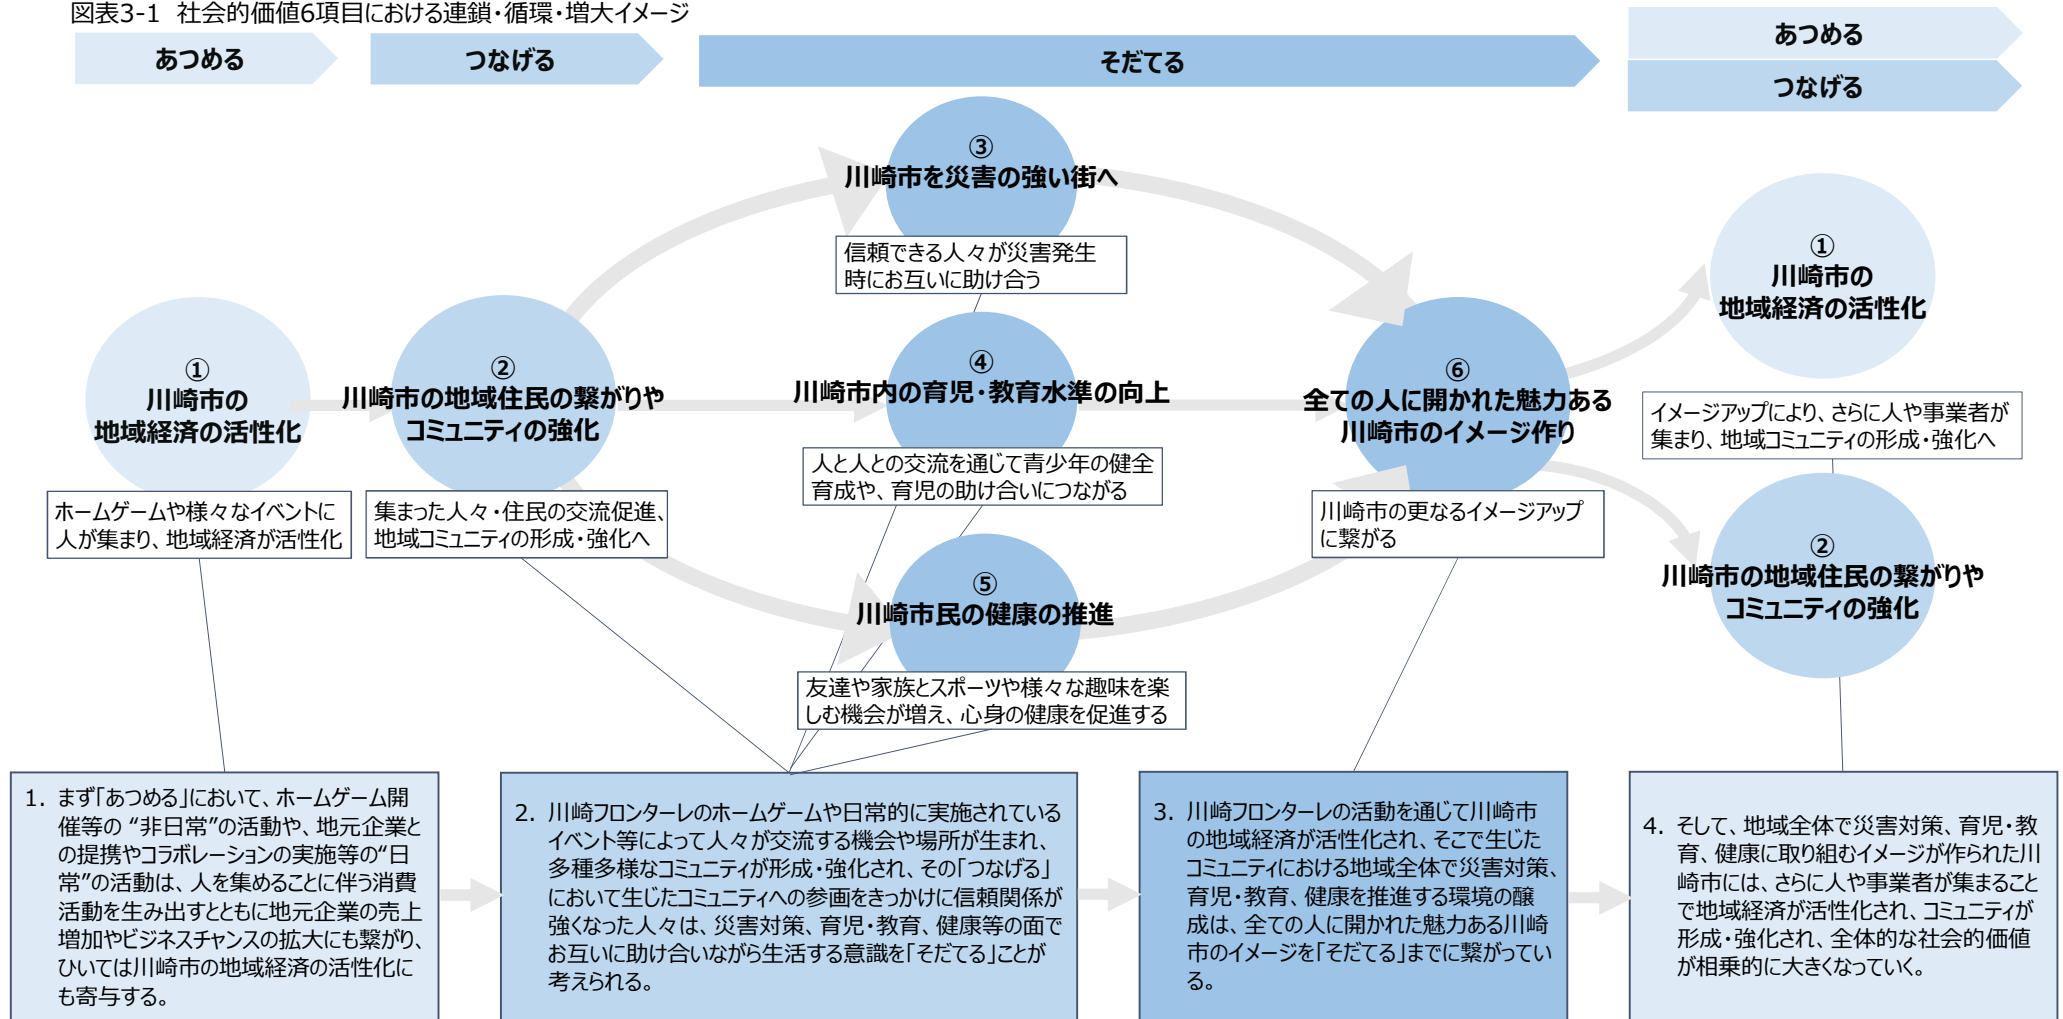 図表3-1 社会的価値6項目における連鎖・循環・増大イメージ
あつめる
つなげる
そだてる
あつめる
つなげる
①
川崎市の
地域経済の活性化
ホームゲームや様々なイベントに
人が集まり、地域経済が活性化
②
川崎市の地域住民の繋がりや
コミュニティの強化
集まった人々・住民の交流促進、
地域コミュニティの形成・強化へ
③
川崎市を災害の強い街へ
信頼できる人々が災害発生
時にお互いに助け合う
④
川崎市内の育児・教育水準の向上
人と人との交流を通じて青少年の健全
育成や、育児の助け合いにつながる
⑤
川崎市民の健康の推進
友達や家族とスポーツや様々な趣味を楽
しむ機会が増え、心身の健康を促進する
⑥
全ての人に開かれた魅力ある
川崎市のイメージ作り
川崎市の更なるイメージアップ
に繋がる
①
川崎市の
地域経済の活性化
イメージアップにより、さらに人や事業者が
集まり、地域コミュニティの形成・強化へ
②
川崎市の地域住民の繋がりや
コミュニティの強化
1. まず「あつめる」において、ホームゲーム開
催等の “非日常”の活動や、地元企業と
の提携やコラボレーションの実施等の“日
常”の活動は、人を集めることに伴う消費
活動を生み出すとともに地元企業の売上
増加やビジネスチャンスの拡大にも繋がり、
ひいては川崎市の地域経済の活性化に
も寄与する。
2. 川崎フロンターレのホームゲームや日常的に実施されている
イベント等によって人々が交流する機会や場所が生まれ、
多種多様なコミュニティが形成・強化され、その「つなげる」
において生じたコミュニティへの参画をきっかけに信頼関係が
強くなった人々は、災害対策、育児・教育、健康等の面で
お互いに助け合いながら生活する意識を「そだてる」ことが
考えられる。
3. 川崎フロンターレの活動を通じて川崎市
の地域経済が活性化され、そこで生じた
コミュニティにおける地域全体で災害対策、
育児・教育、健康を推進する環境の醸
成は、全ての人に開かれた魅力ある川崎
市のイメージを「そだてる」までに繋がってい
る。
4. そして、地域全体で災害対策、育児・教
育、健康に取り組むイメージが作られた川
崎市には、さらに人や事業者が集まること
で地域経済が活性化され、コミュニティが
形成・強化され、全体的な社会的価値
が相乗的に大きくなっていく。